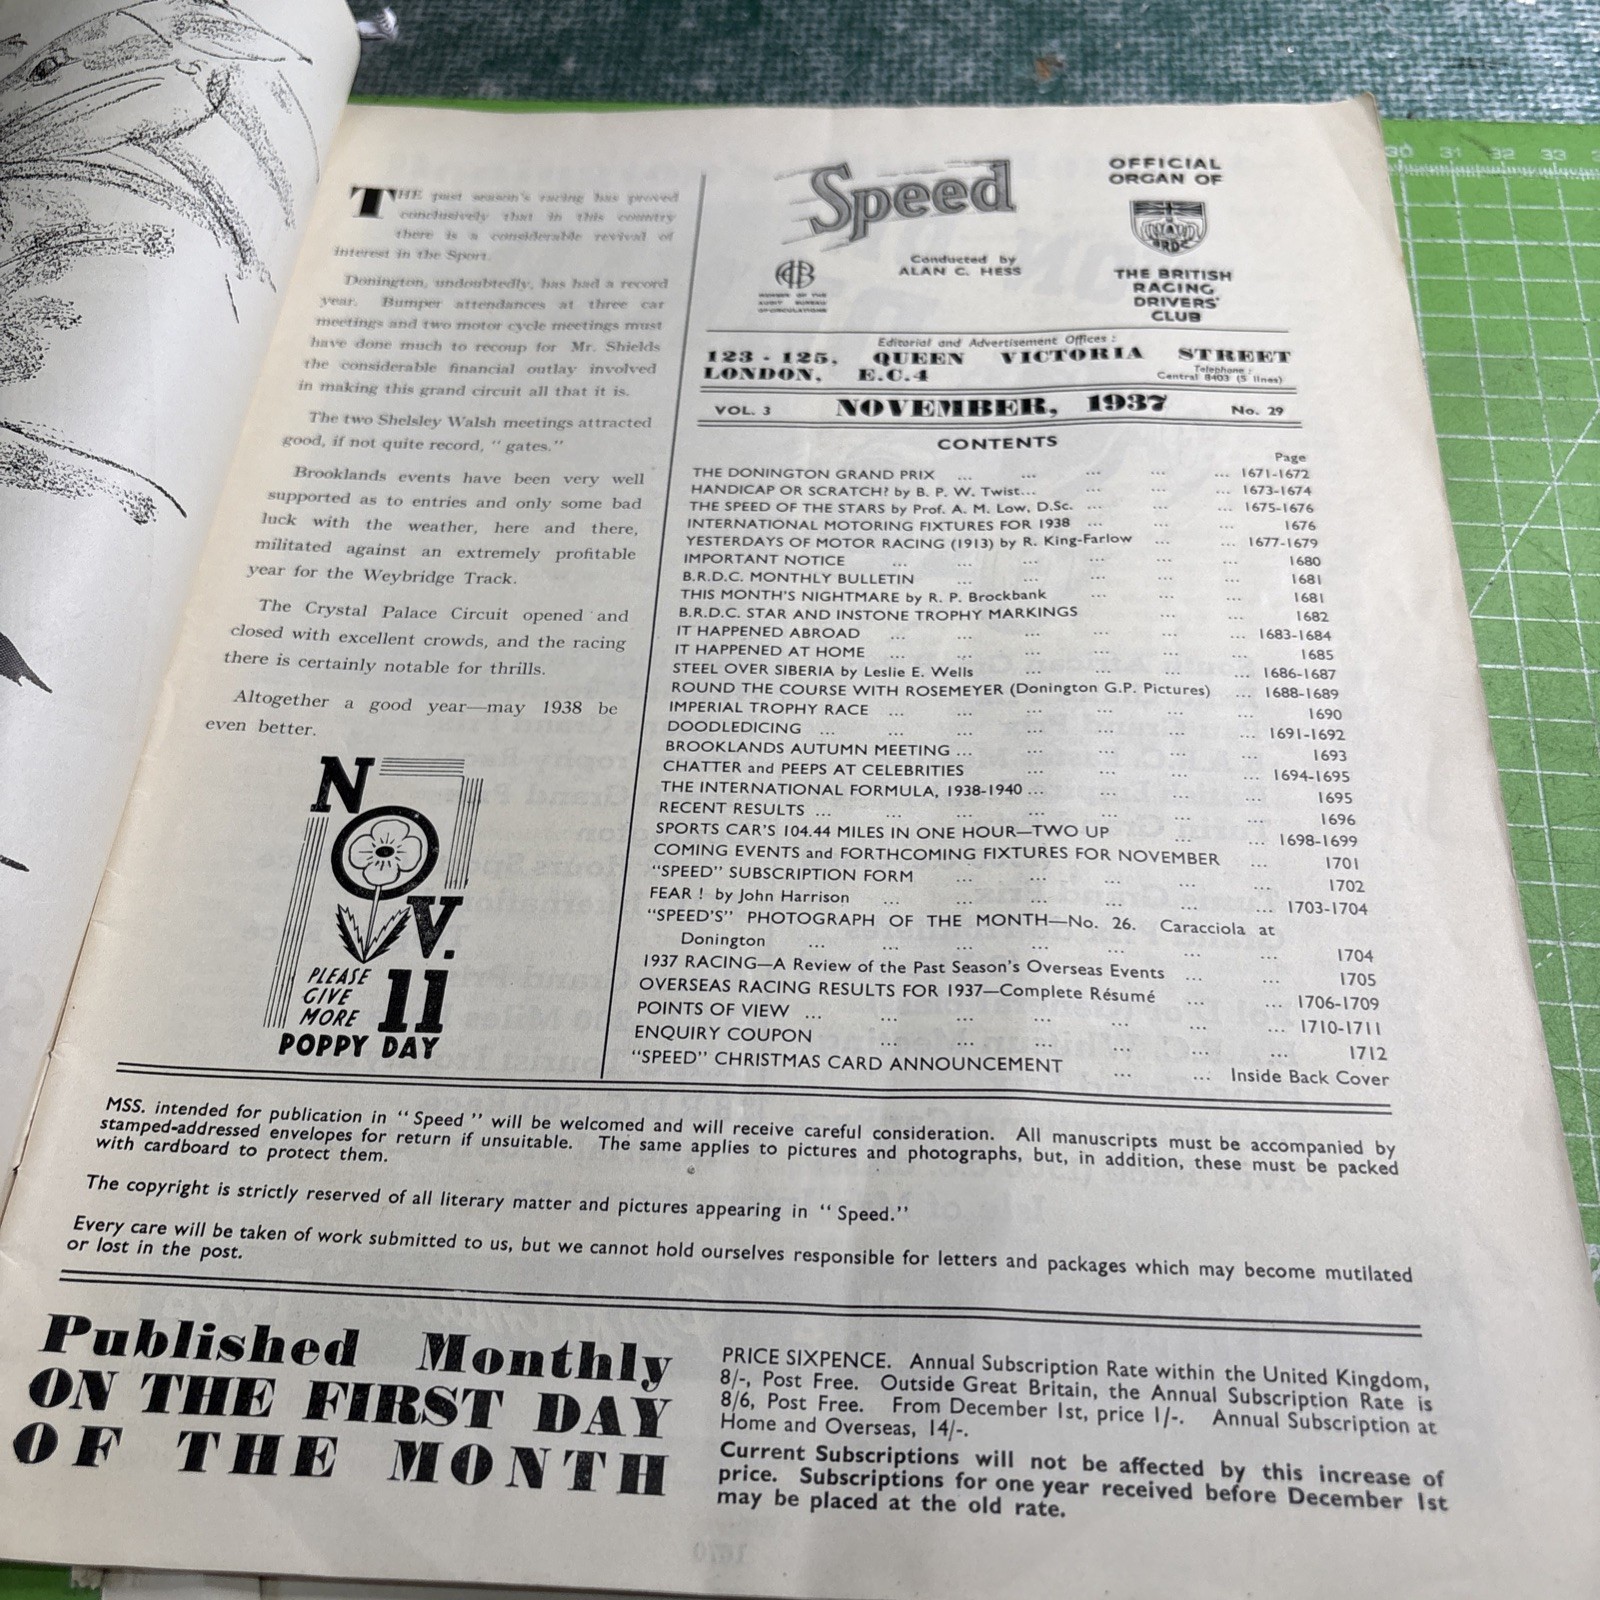 THE past season's racing has proved
conclusively that in this country
there is a considerable revival of
interest in the Sport.
Donington, undoubtedly, has had a record
year. Bumper attendances at three car
meetings and two motor cycle meetings must
have done much to recoup for Mr. Shields
the considerable financial outlay involved
in making this grand circuit all that it is.
The two Shelsley Walsh meetings attracted
good, if not quite record, "gates."
Brooklands events have been very well
supported as to entries and only some bad
luck with the weather, here and there,
militated against an extremely profitable
year for the Weybridge Track.
The Crystal Palace Circuit opened and
closed with excellent crowds, and the racing
there is certainly notable for thrills.
Altogether a good year—may 1938 be
even better.
NOV.
PLEASE
GIVE
MORE 11
POPPY DAY
Speed
Conducted by
ALAN C. HESS
MEMBER OF THE
AUDIT BUREAU
OF CIRCULATIONS
OFFICIAL
ORGAN OF
BRDC
THE BRITISH
RACING
DRIVERS'
CLUB
Editorial and Advertisement Offices:
123-125, QUEEN VICTORIA STREET
LONDON, E.C.4
Telephone:
Central 8403 (5 lines)
VOL. 3 NOVEMBER, 1937 No. 29
CONTENTS
Page
THE DONINGTON GRAND PRIX ... ... ... ... 1671-1672
HANDICAP OR SCRATCH? by B. P. W. Twist... ... ... ... 1673-1674
THE SPEED OF THE STARS by Prof. A. M. Low, D.Sc. ... ... ... 1675-1676
INTERNATIONAL MOTORING FIXTURES FOR 1938 ... ... ... 1676
YESTERDAYS OF MOTOR RACING (1913) by R. King-Farlow ... ... 1677-1679
IMPORTANT NOTICE ... ... ... ... ... 1680
B.R.D.C. MONTHLY BULLETIN ... ... ... ... ... 1681
THIS MONTH'S NIGHTMARE by R. P. Brockbank ... ... ... 1681
B.R.D.C. STAR AND INSTONE TROPHY MARKINGS ... ... 1682
IT HAPPENED ABROAD ... ... ... ... ... ... 1683-1684
IT HAPPENED AT HOME ... ... ... ... ... ... 1685
STEEL OVER SIBERIA by Leslie E. Wells ... ... ... ... 1686-1687
ROUND THE COURSE WITH ROSEMEYER (Donington G.P. Pictures) ... 1688-1689
IMPERIAL TROPHY RACE ... ... ... ... ... ... 1690
DOODLEDICING ... ... ... ... ... ... ... 1691-1692
BROOKLANDS AUTUMN MEETING ... ... ... ... ... 1693
CHATTER and PEEPS AT CELEBRITIES ... ... ... ... 1694-1695
THE INTERNATIONAL FORMULA, 1938-1940 ... ... ... ... 1695
RECENT RESULTS ... ... ... ... ... ... ... 1696
SPORTS CAR'S 104.44 MILES IN ONE HOUR—TWO UP ... ... 1698-1699
COMING EVENTS and FORTHCOMING FIXTURES FOR NOVEMBER ... 1701
"SPEED" SUBSCRIPTION FORM ... ... ... ... ... 1702
FEAR! by John Harrison ... ... ... ... ... ... 1703-1704
"SPEED'S" PHOTOGRAPH OF THE MONTH—No. 26. Caracciola at
Donington ... ... ... ... ... ... ... 1704
1937 RACING—A Review of the Past Season's Overseas Events ... ... 1705
OVERSEAS RACING RESULTS FOR 1937—Complete Résumé ... ... 1706-1709
POINTS OF VIEW ... ... ... ... ... ... ... 1710-1711
ENQUIRY COUPON ... ... ... ... ... ... 1712
"SPEED" CHRISTMAS CARD ANNOUNCEMENT ... ... Inside Back Cover
MSS. intended for publication in "Speed" will be welcomed and will receive careful consideration. All manuscripts must be accompanied by
stamped-addressed envelopes for return if unsuitable. The same applies to pictures and photographs, but, in addition, these must be packed
with cardboard to protect them.
The copyright is strictly reserved of all literary matter and pictures appearing in "Speed."
Every care will be taken of work submitted to us, but we cannot hold ourselves responsible for letters and packages which may become mutilated
or lost in the post.
Published Monthly
ON THE FIRST DAY
OF THE MONTH
PRICE SIXPENCE. Annual Subscription Rate within the United Kingdom,
8/-, Post Free. Outside Great Britain, the Annual Subscription Rate is
8/6, Post Free. From December 1st, price 1/-. Annual Subscription at
Home and Overseas, 14/-.
Current Subscriptions will not be affected by this increase of
price. Subscriptions for one year received before December 1st
may be placed at the old rate.
30 31 32 33